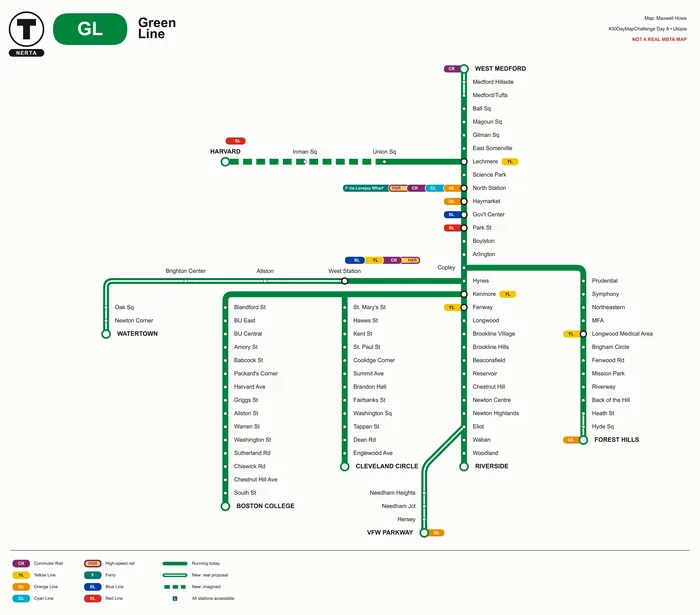 T
NERTA
GL
Green
Line
Map: Maxwell Howe
#30DayMapChallenge Day 9 • Utopia
NOT A REAL MBTA MAP
CR WEST MEDFORD
Medford Hillside
Medford/Tufts
Ball Sq
Magoun Sq
Gilman Sq
East Somerville
RL
HARVARD
Inman Sq
Union Sq
Lechmere YL
Science Park
F via Lovejoy Wharf HSR CR CL OL North Station
OL Haymarket
BL Gov't Center
RL Park St
Boylston
Arlington
Copley
BL YL CR HSR
Brighton Center
Allston
West Station
Oak Sq
Newton Corner
WATERTOWN
Hynes
Kenmore YL
YL Fenway
Longwood
Brookline Village
Brookline Hills
Beaconsfield
Reservoir
Chestnut Hill
Newton Centre
Newton Highlands
Eliot
Waban
Woodland
RIVERSIDE
Blandford St
BU East
BU Central
Amory St
Babcock St
Packard's Corner
Harvard Ave
Griggs St
Allston St
Warren St
Washington St
Sutherland Rd
Chiswick Rd
Chestnut Hill Ave
South St
BOSTON COLLEGE
St. Mary's St
Hawes St
Kent St
St. Paul St
Coolidge Corner
Summit Ave
Brandon Hall
Fairbanks St
Washington Sq
Tappan St
Dean Rd
Englewood Ave
CLEVELAND CIRCLE
Prudential
Symphony
Northeastern
MFA
YL Longwood Medical Area
Brigham Circle
Fenwood Rd
Mission Park
Riverway
Back of the Hill
Heath St
Hyde Sq
OL FOREST HILLS
Needham Heights
Needham Jct
Hersey
VFW PARKWAY OL
CR Commuter Rail
YL Yellow Line
OL Orange Line
CL Cyan Line
HSR High-speed rail
F Ferry
BL Blue Line
RL Red Line
Running today
New: real proposal
New: imagined
All stations accessible